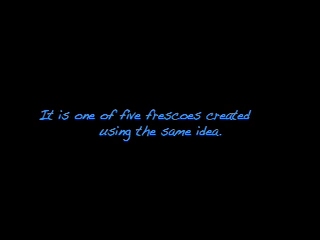 It is one of five frescoes created
using the same idea.